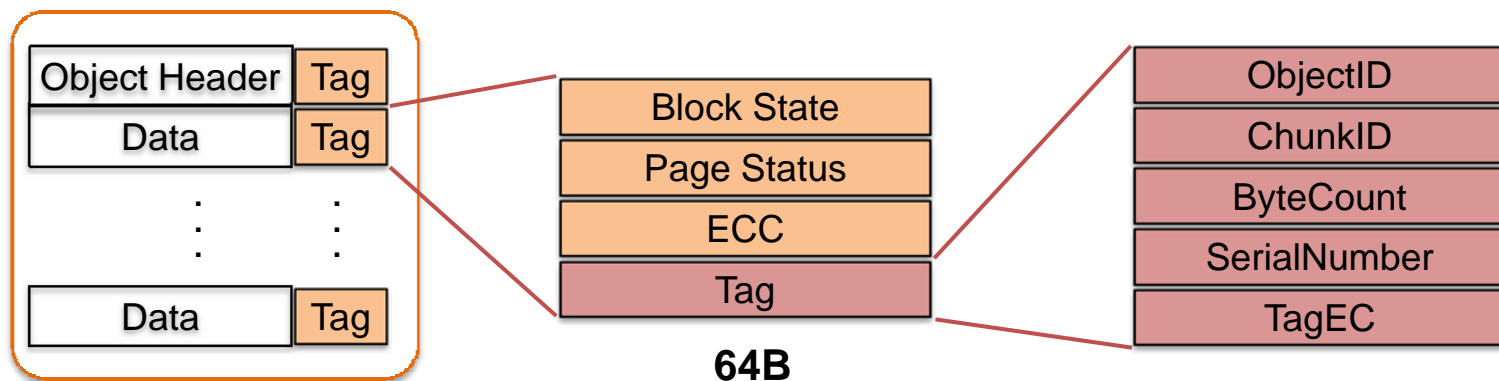 Object Header Tag
Data Tag
. .
. .
. .
Data Tag
Block State
Page Status
ECC
Tag
64B
ObjectID
ChunkID
ByteCount
SerialNumber
TagEC